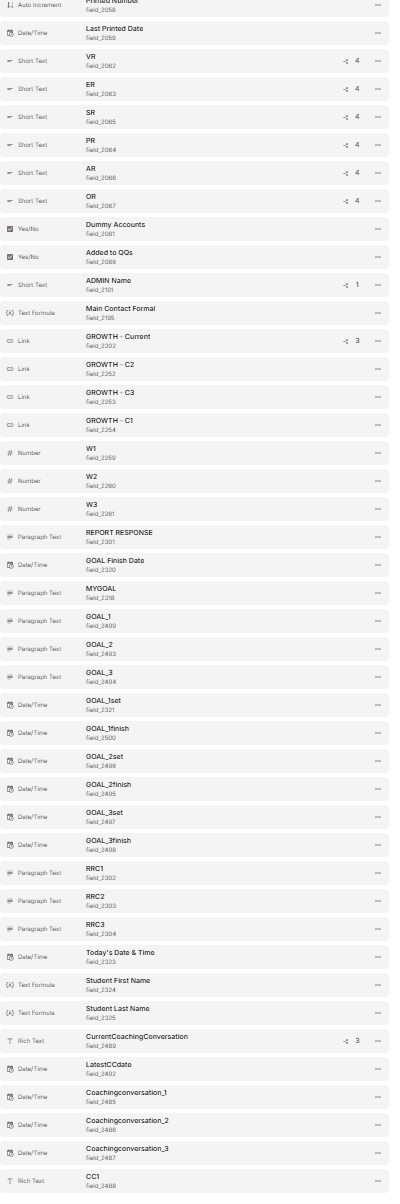 Auto Increment Printed Number
field_2058
Date/Time Last Printed Date
field_2059
Short Text VR 4
field_2062
Short Text ER 4
field_2063
Short Text SR 4
field_2065
Short Text PR 4
field_2064
Short Text AR 4
field_2066
Short Text OR 4
field_2067
Yes/No Dummy Accounts
field_2081
Yes/No Added to QQs
field_2086
Short Text ADMIN Name 1
field_2101
Text Formula Main Contact Formal
field_2195
Link GROWTH - Current 3
field_2202
Link GROWTH - C2
field_2252
Link GROWTH - C3
field_2253
Link GROWTH - C1
field_2254
Number W1
field_2259
Number W2
field_2260
Number W3
field_2261
Paragraph Text REPORT RESPONSE
field_2301
Date/Time GOAL Finish Date
field_2320
Paragraph Text MYGOAL
field_2318
Paragraph Text GOAL_1
field_2499
Paragraph Text GOAL_2
field_2493
Paragraph Text GOAL_3
field_2494
Date/Time GOAL_1set
field_2321
Date/Time GOAL_1finish
field_2500
Date/Time GOAL_2set
field_2496
Date/Time GOAL_2finish
field_2495
Date/Time GOAL_3set
field_2497
Date/Time GOAL_3finish
field_2498
Paragraph Text RRC1
field_2302
Paragraph Text RRC2
field_2303
Paragraph Text RRC3
field_2304
Date/Time Today's Date & Time
field_2323
Text Formula Student First Name
field_2324
Text Formula Student Last Name
field_2325
Rich Text CurrentCoachingConversation 3
field_2489
Date/Time LatestCCdate
field_2492
Date/Time Coachingconversation_1
field_2485
Date/Time Coachingconversation_2
field_2486
Date/Time Coachingconversation_3
field_2487
Rich Text CC1
field_2488